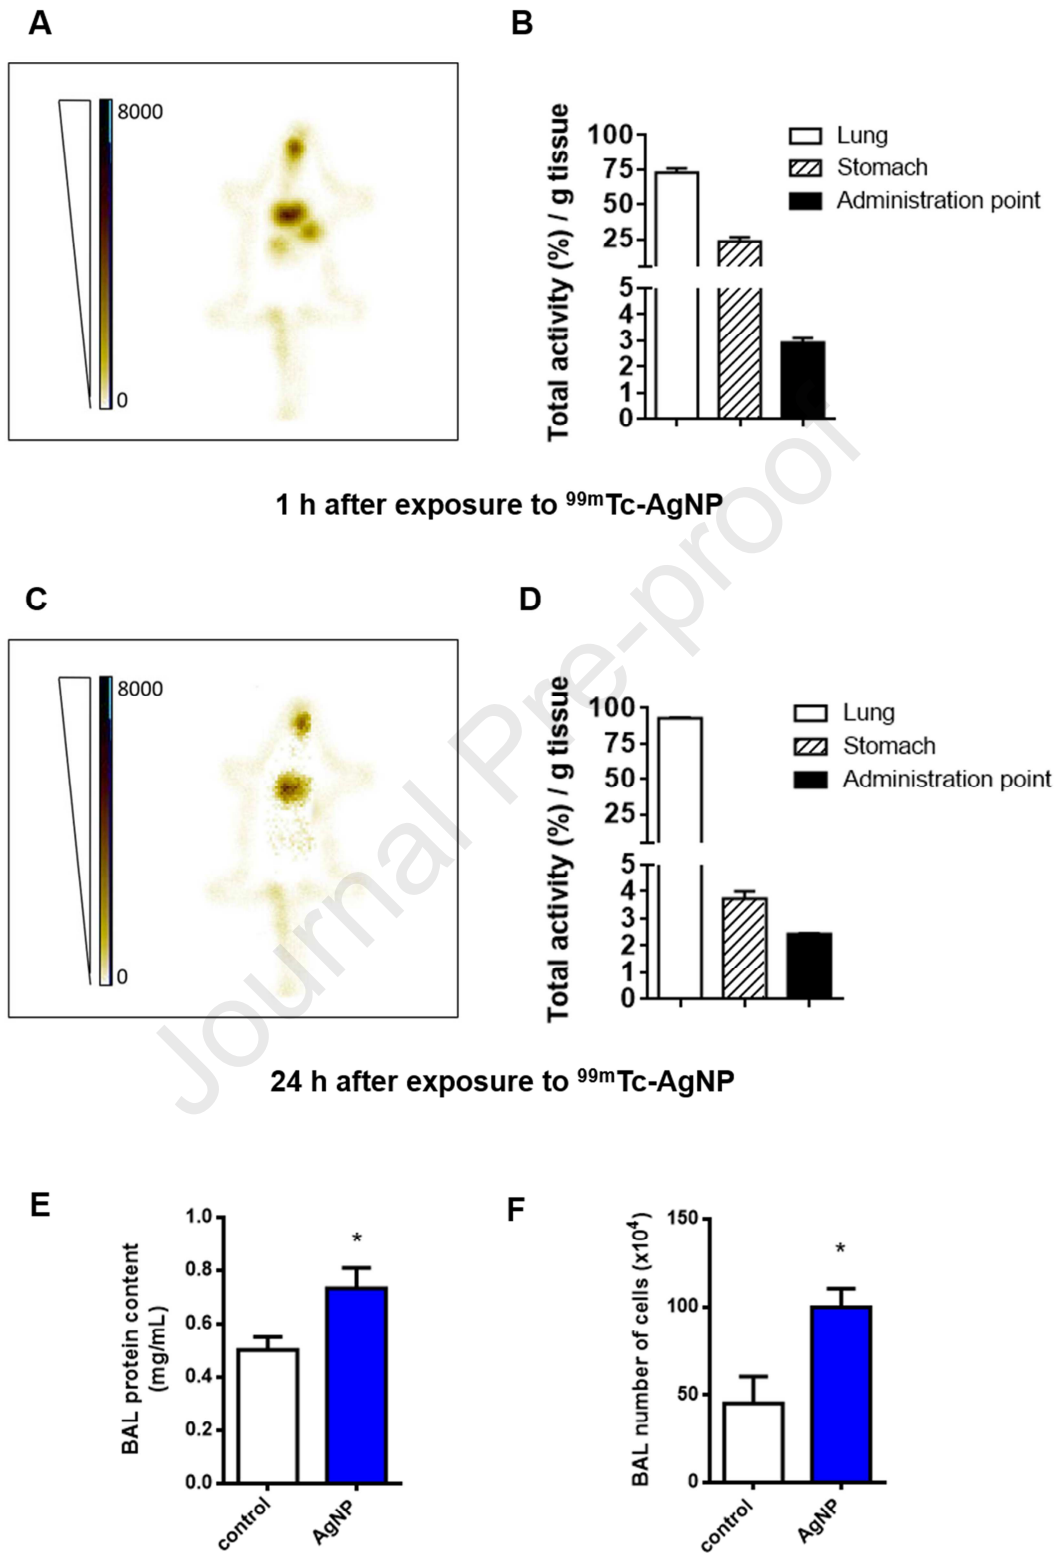 A
8000
0
B
Total activity (%) / g tissue
100
75
50
25
5
4
3
2
1
0
Lung
Stomach
Administration point
1 h after exposure to ⁹⁹ᵐTc-AgNP
C
8000
0
D
Total activity (%) / g tissue
100
75
50
25
5
4
3
2
1
0
Lung
Stomach
Administration point
24 h after exposure to ⁹⁹ᵐTc-AgNP
E
BAL protein content
(mg/mL)
1.0
0.8
0.6
0.4
0.2
0.0
*
control
AgNP
F
BAL number of cells (x10⁴)
150
100
50
0
*
control
AgNP
Journal Pre-proof